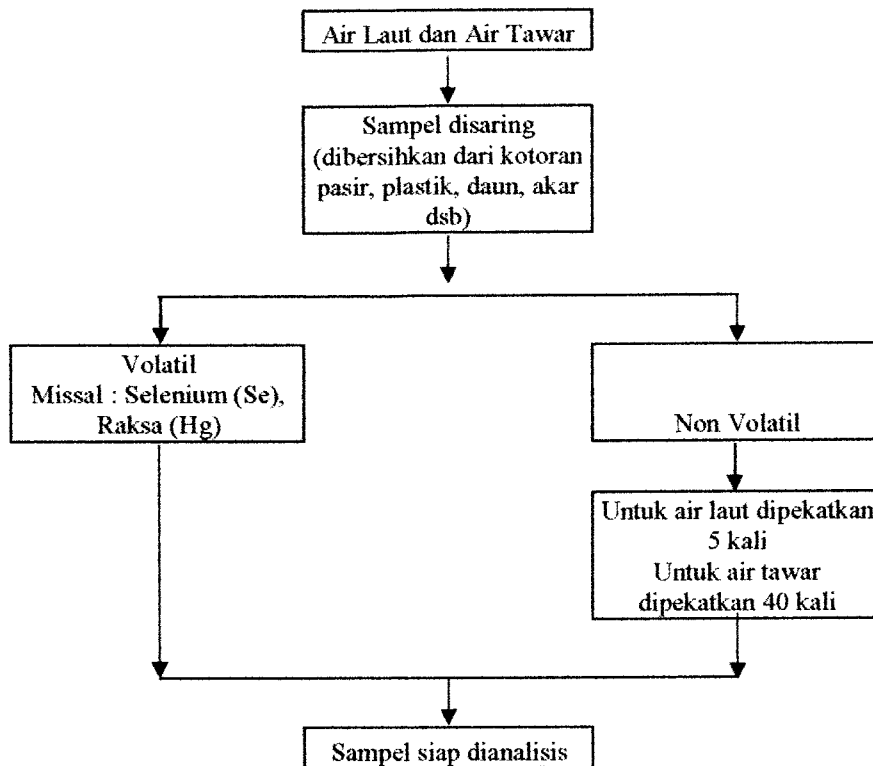 Air Laut dan Air Tawar
Sampel disaring
(dibersihkan dari kotoran
pasir, plastik, daun, akar
dsb)
Volatil
Missal : Selenium (Se),
Raksa (Hg)
Non Volatil
Untuk air laut dipekatkan
5 kali
Untuk air tawar
dipekatkan 40 kali
Sampel siap dianalisis